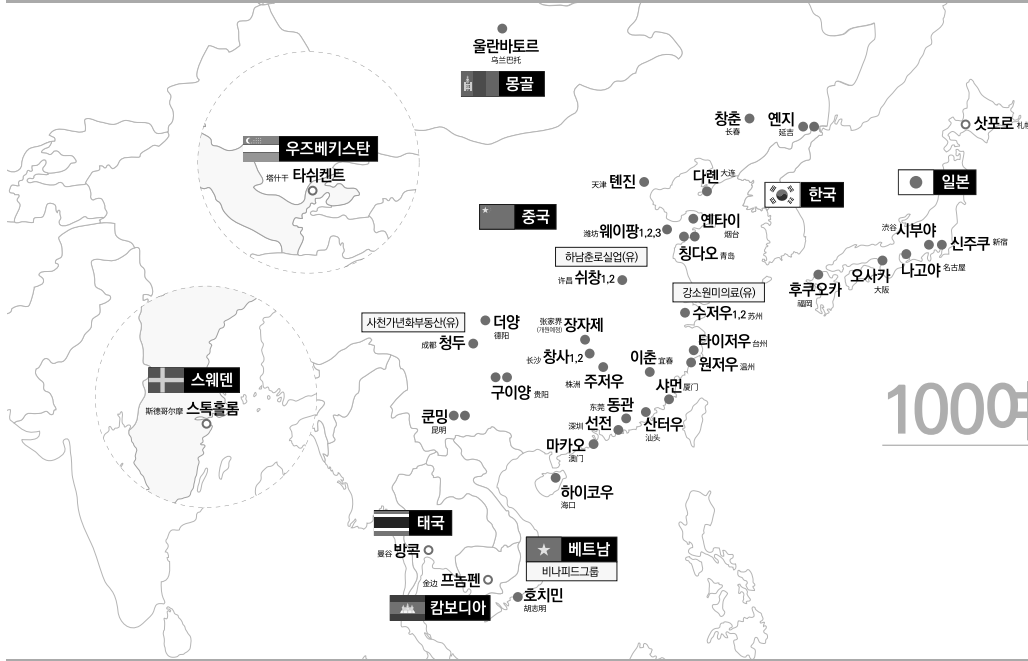 울란바토르
乌兰巴托
몽골
우즈베키스탄
塔什干 타쉬켄트
창춘
长春
옌지
延吉
삿포로
天津 톈진
다롄 大连
한국
일본
중국
옌타이
烟台
潍坊 웨이팡1,2,3
칭다오 青岛
涩谷 시부야
신주쿠 新宿
나고야 名古屋
오사카
大阪
후쿠오카
福岡
하남춘로실업(유)
许昌 쉬창1,2
강소원미의료(유)
수저우1,2 苏州
사천가년화부동산(유)
더양
德阳
成都 청두
张家界
(개원예정)
장자제
타이저우 台州
원저우 温州
长沙 창사1,2
株洲 주저우
이춘 宜春
샤먼 厦门
구이양 贵阳
스웨덴
斯德哥尔摩 스톡홀름
쿤밍
昆明
东莞 동관
深圳 선전
산터우
汕头
마카오
澳门
하이코우
海口
1000여
태국
曼谷 방콕
베트남
비나피드그룹
金边 프놈펜
캄보디아
호치민
胡志明